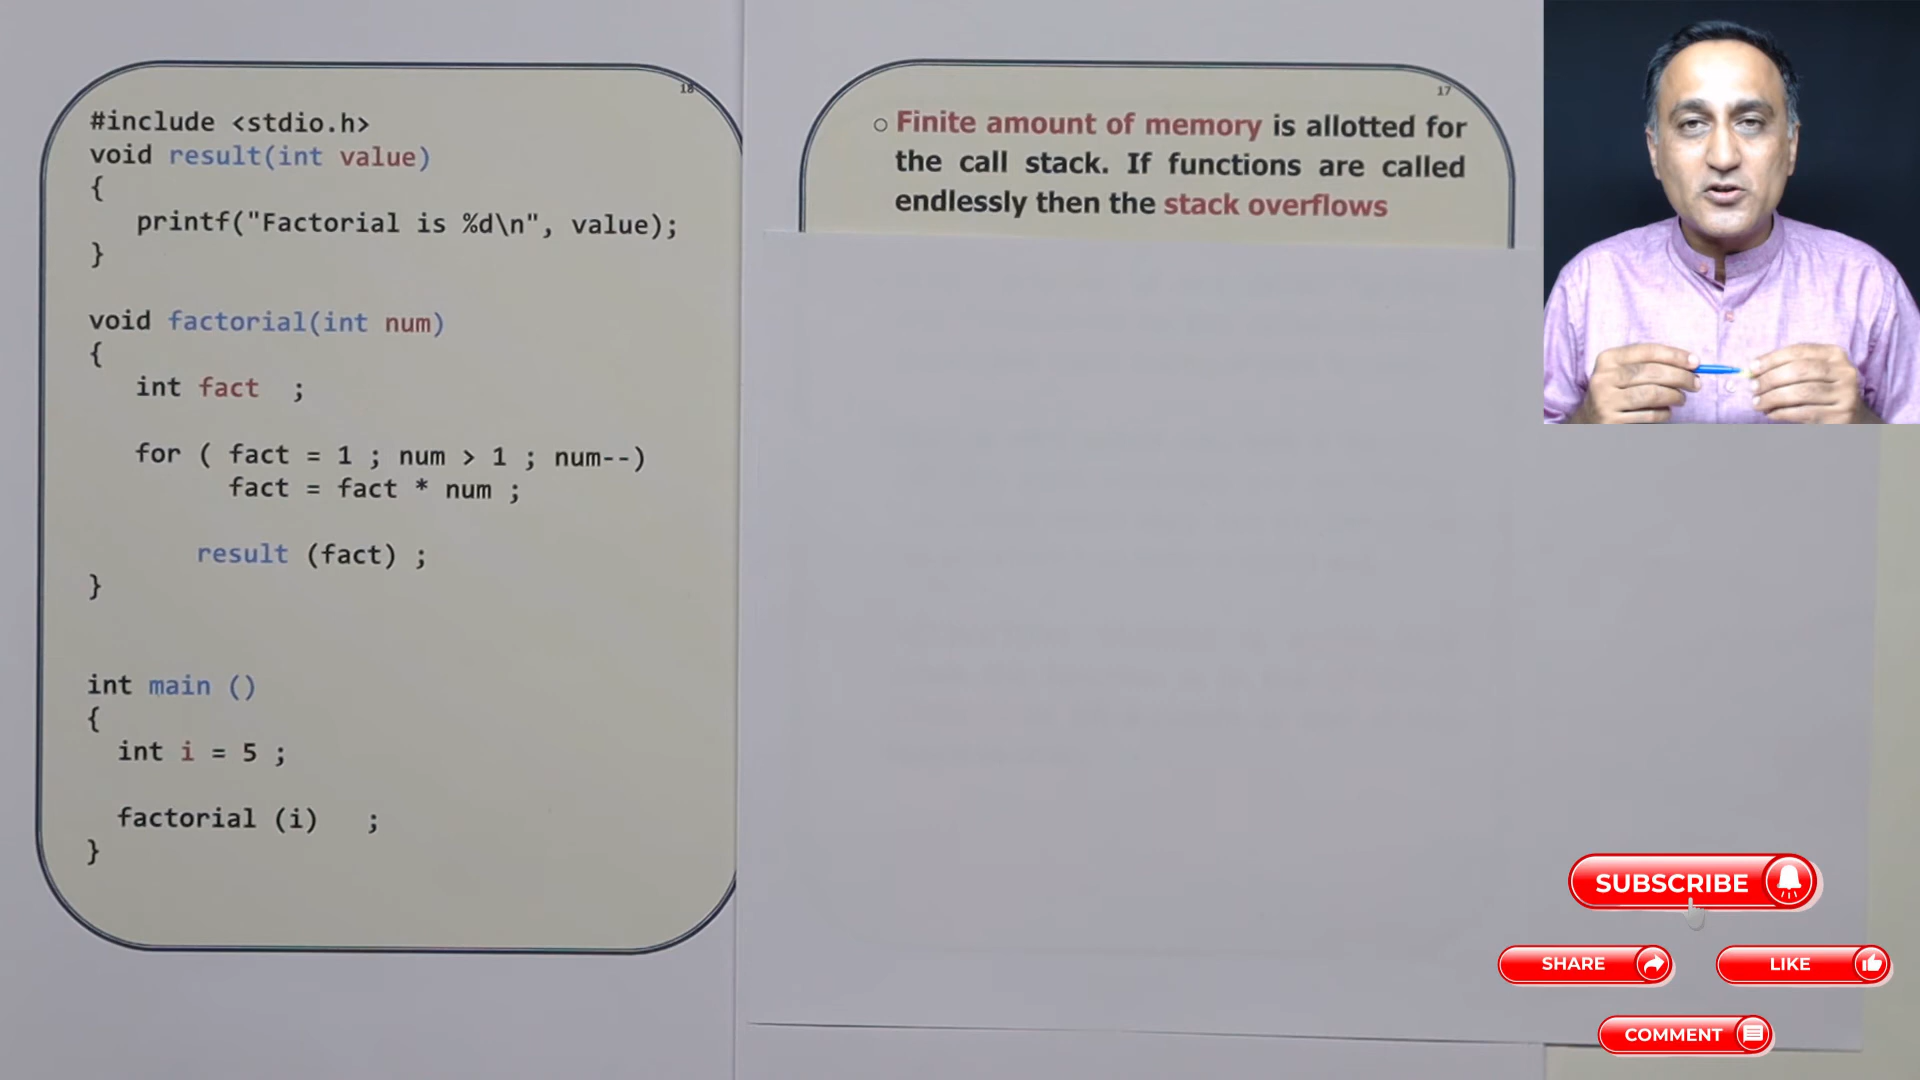 18
#include <stdio.h>
void result(int value)
{
printf("Factorial is %d\n", value);
}
void factorial(int num)
{
int fact ;
for ( fact = 1 ; num > 1 ; num--)
fact = fact * num ;
result (fact) ;
}
int main ()
{
int i = 5 ;
factorial (i) ;
}
17
○ Finite amount of memory is allotted for
the call stack. If functions are called
endlessly then the stack overflows
SUBSCRIBE
SHARE
LIKE
COMMENT